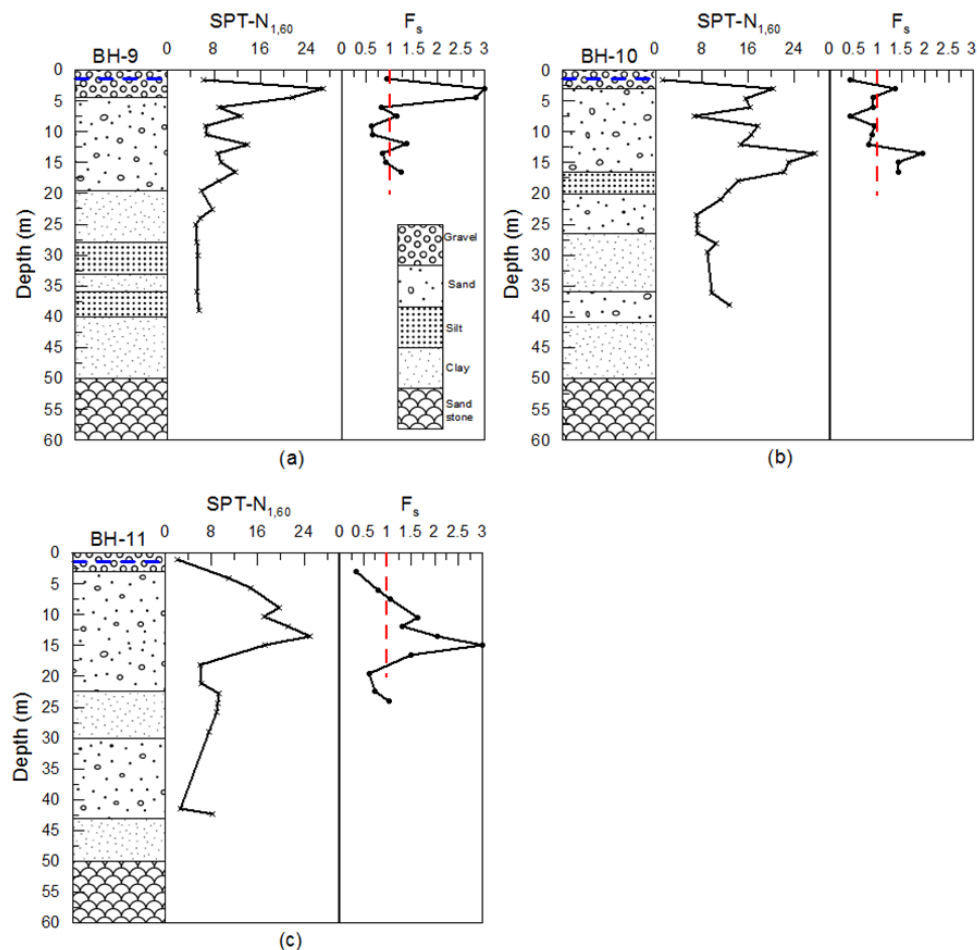 SPT-N1,60 Fs
BH-9 0 8 16 24 0 0.5 1 1.5 2 2.5 3
0
5
10
15
20
25
30
35
40
45
50
55
60
Depth (m)
Gravel
Sand
Silt
Clay
Sand
stone
(a)
SPT-N1,60 Fs
BH-10 0 8 16 24 0 0.5 1 1.5 2 2.5 3
0
5
10
15
20
25
30
35
40
45
50
55
60
Depth (m)
(b)
SPT-N1,60 Fs
BH-11 0 8 16 24 0 0.5 1 1.5 2 2.5 3
0
5
10
15
20
25
30
35
40
45
50
55
60
Depth (m)
(c)